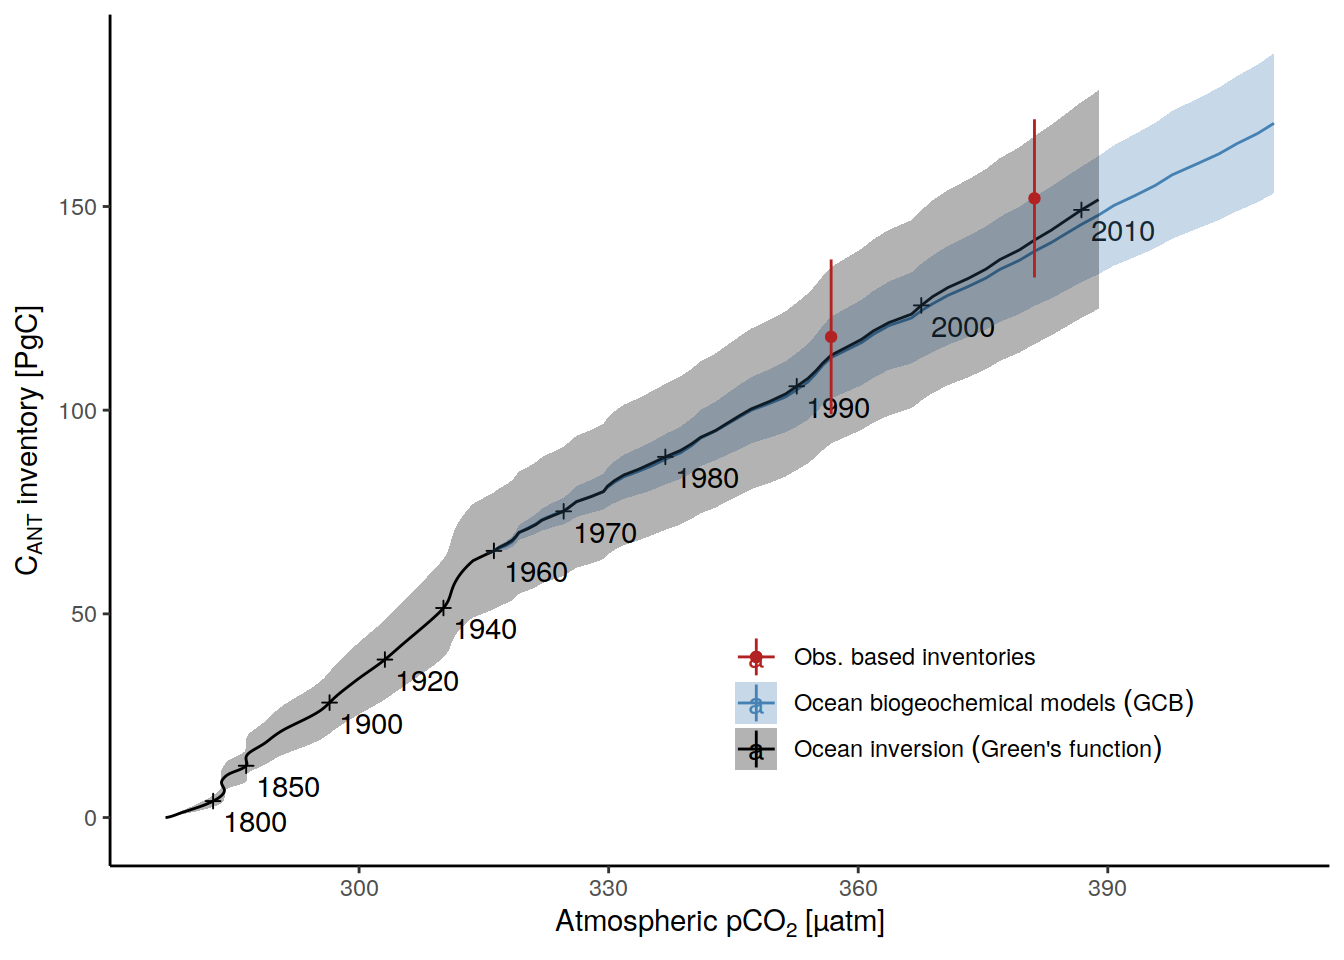 C_ANT inventory [PgC]
150
100
50
0
2010
2000
1990
1980
1970
1960
1940
1920
1900
1850
1800
a Obs. based inventories
a Ocean biogeochemical models (GCB)
a Ocean inversion (Green's function)
300 330 360 390
Atmospheric pCO₂ [µatm]